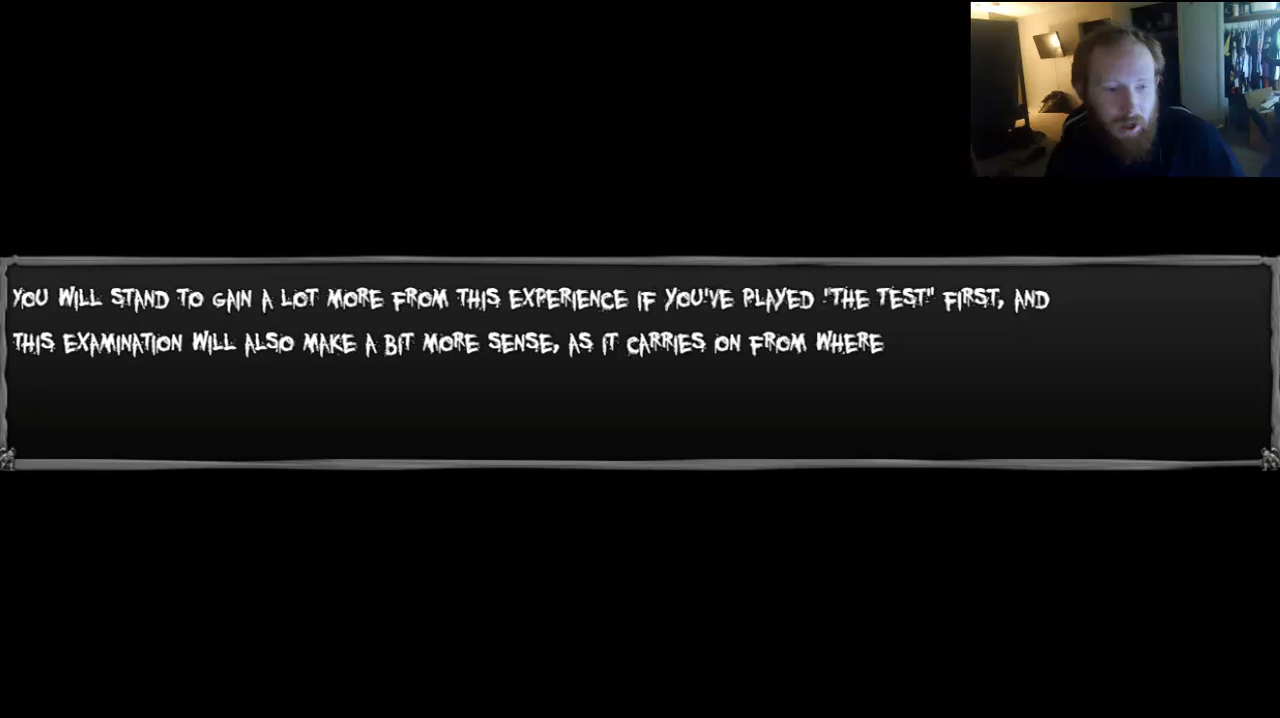 YOU WILL STAND TO GAIN A LOT MORE FROM THIS EXPERIENCE IF YOU'VE PLAYED "THE TEST" FIRST, AND
THIS EXAMINATION WILL ALSO MAKE A BIT MORE SENSE, AS IT CARRIES ON FROM WHERE